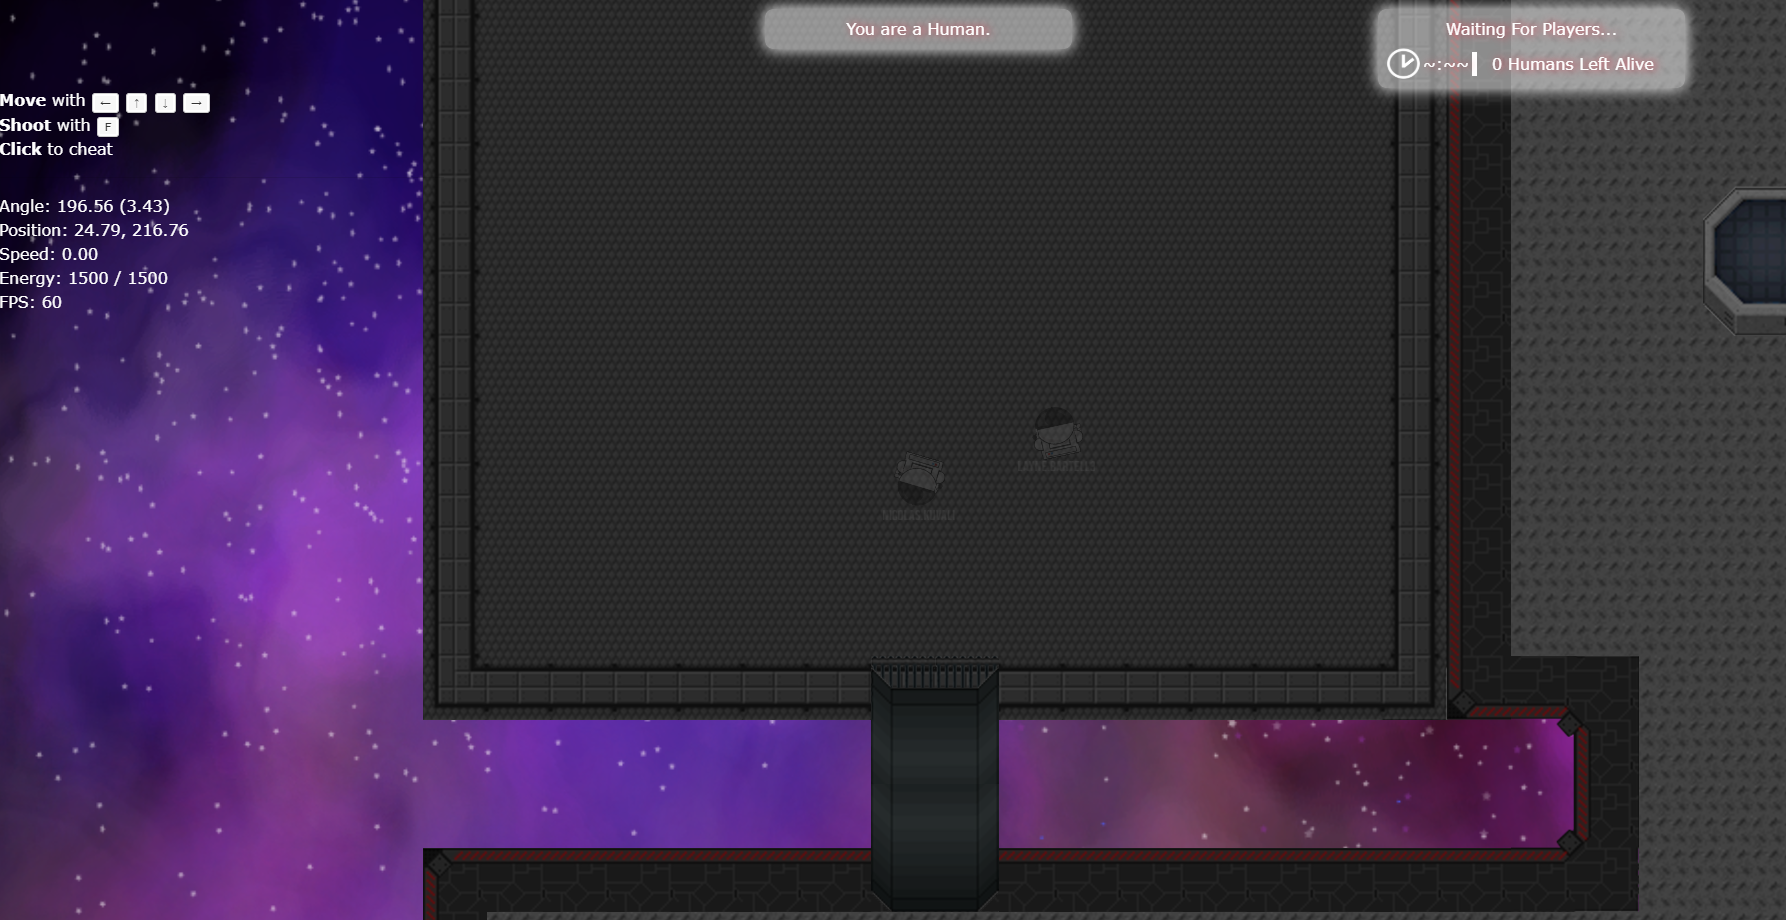 You are a Human.
Waiting For Players...
~:~~ 0 Humans Left Alive
Move with ← ↑ ↓ →
Shoot with F
Click to cheat
Angle: 196.56 (3.43)
Position: 24.79, 216.76
Speed: 0.00
Energy: 1500 / 1500
FPS: 60
NICOLAS